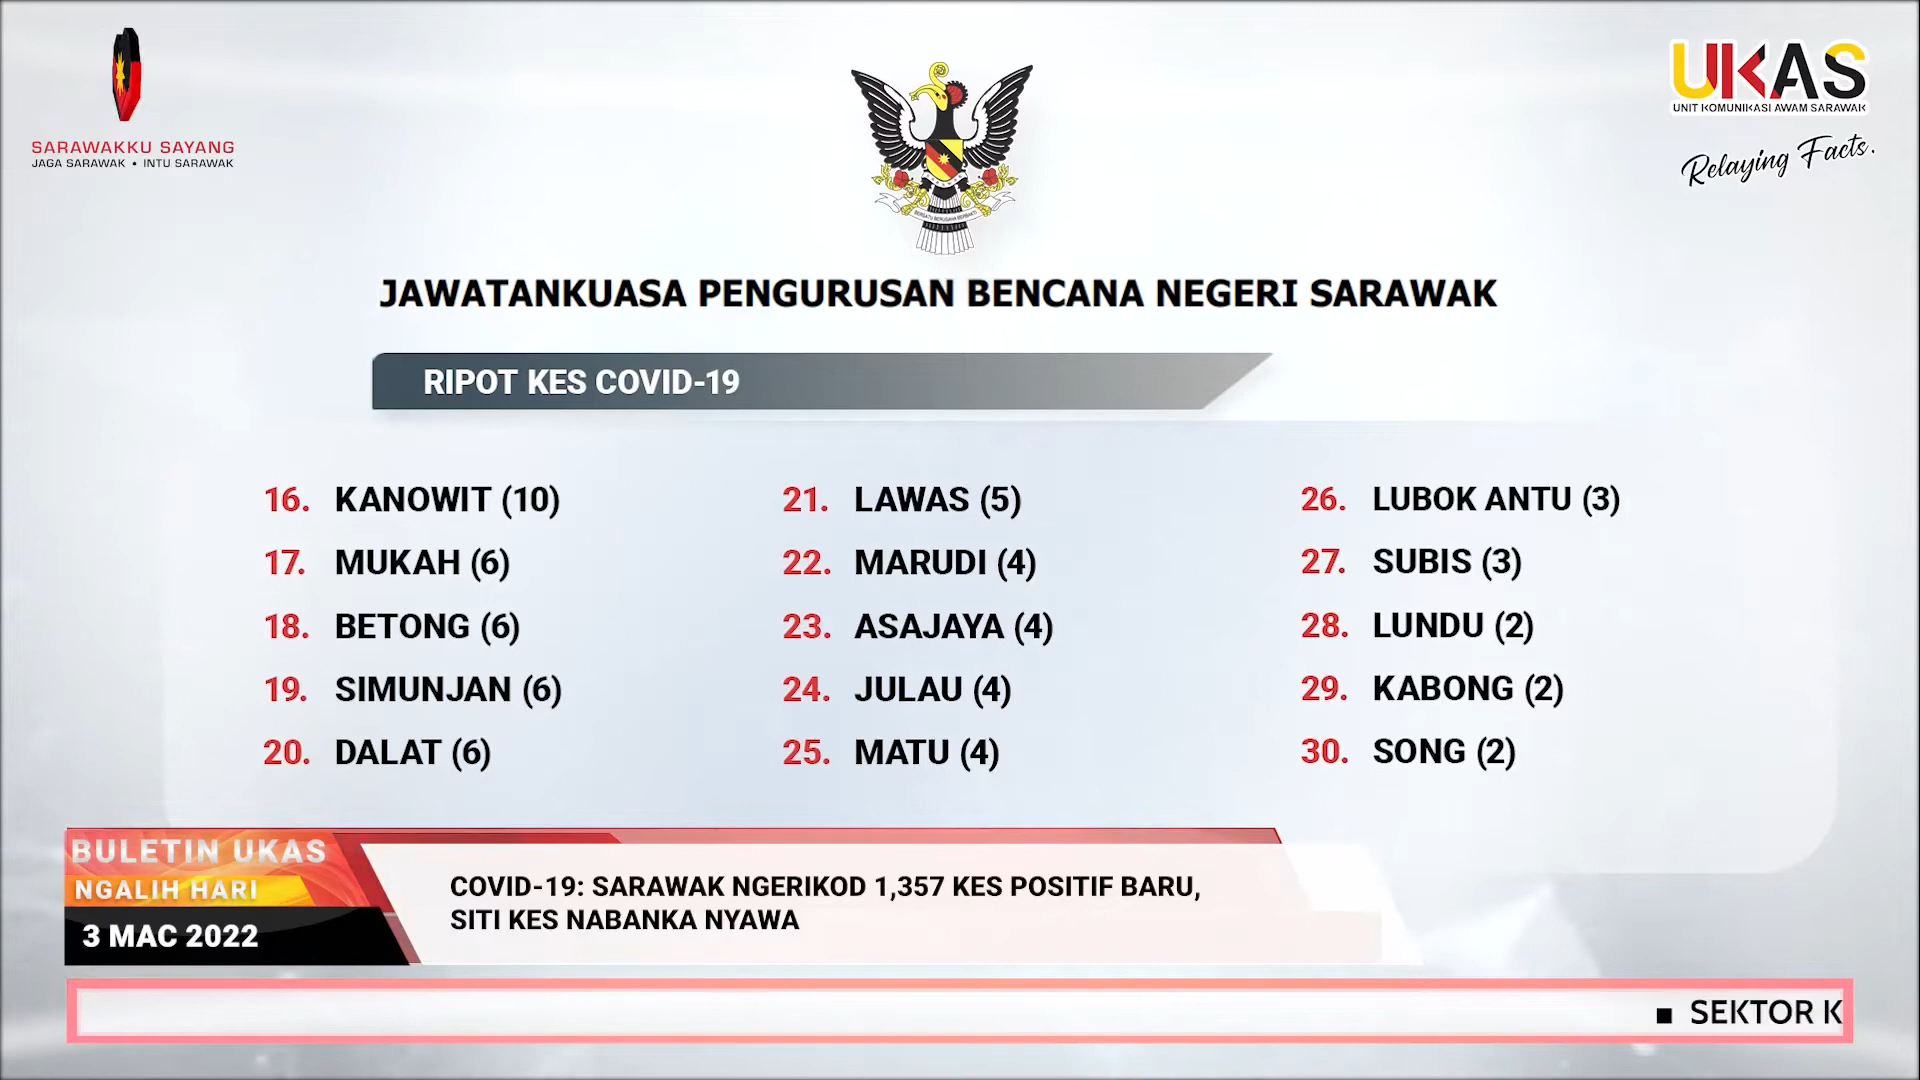 SARAWAKKU SAYANG
JAGA SARAWAK • INTU SARAWAK
UKAS
UNIT KOMUNIKASI AWAM SARAWAK
Relaying Facts.
BERSATU BERUSAHA BERBAKTI
JAWATANKUASA PENGURUSAN BENCANA NEGERI SARAWAK
RIPOT KES COVID-19
16. KANOWIT (10)
17. MUKAH (6)
18. BETONG (6)
19. SIMUNJAN (6)
20. DALAT (6)
21. LAWAS (5)
22. MARUDI (4)
23. ASAJAYA (4)
24. JULAU (4)
25. MATU (4)
26. LUBOK ANTU (3)
27. SUBIS (3)
28. LUNDU (2)
29. KABONG (2)
30. SONG (2)
BULETIN UKAS
NGALIH HARI
3 MAC 2022
COVID-19: SARAWAK NGERIKOD 1,357 KES POSITIF BARU,
SITI KES NABANKA NYAWA
■ SEKTOR K